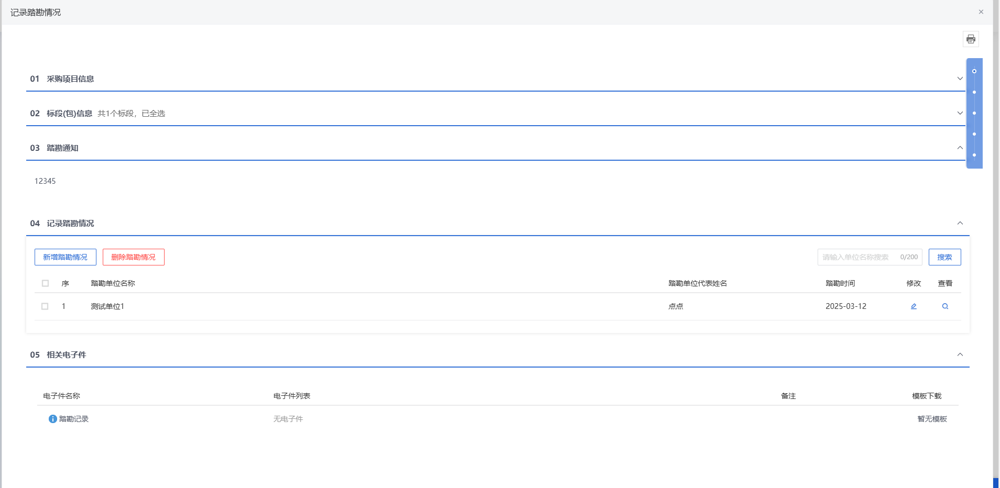 记录踏勘情况
01 采购项目信息
02 标段(包)信息 共1个标段，已全选
03 踏勘通知
12345
04 记录踏勘情况
新增踏勘情况 删除踏勘情况 请输入单位名称搜索 0/200 搜索
序 踏勘单位名称 踏勘单位代表姓名 踏勘时间 修改 查看
1 测试单位1 点点 2025-03-12
05 相关电子件
电子件名称 电子件列表 备注 模板下载
踏勘记录 无电子件 暂无模板